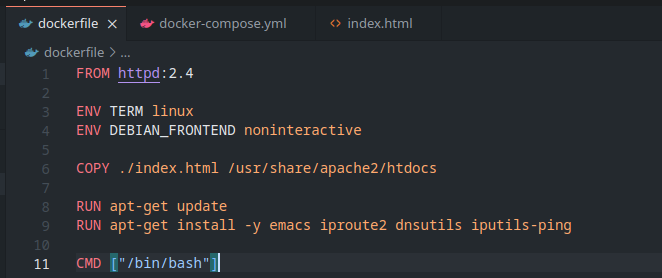 dockerfile × docker-compose.yml <> index.html
dockerfile > ...
1 FROM httpd:2.4
2
3 ENV TERM linux
4 ENV DEBIAN_FRONTEND noninteractive
5
6 COPY ./index.html /usr/share/apache2/htdocs
7
8 RUN apt-get update
9 RUN apt-get install -y emacs iproute2 dnsutils iputils-ping
10
11 CMD ["/bin/bash"]